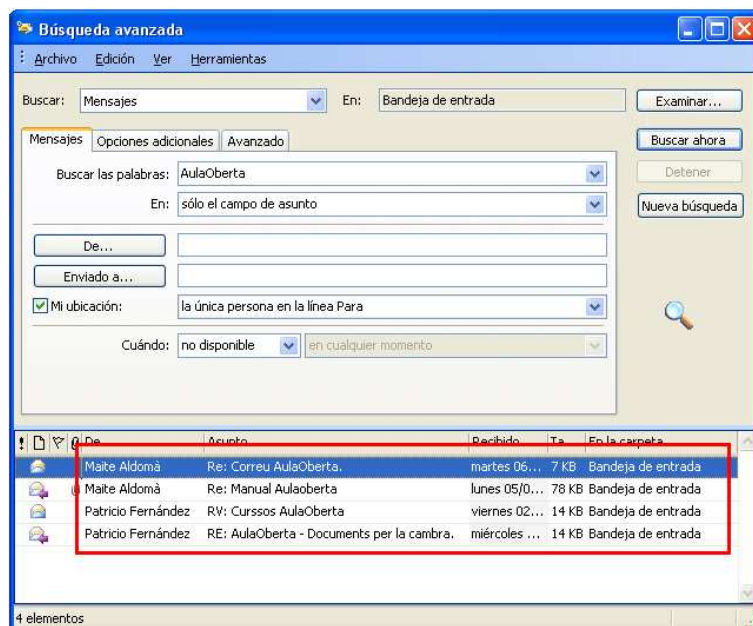 Búsqueda avanzada
Archivo Edición Ver Herramientas
Buscar: Mensajes En: Bandeja de entrada Examinar...
Mensajes Opciones adicionales Avanzado Buscar ahora
Buscar las palabras: AulaOberta Detener
En: sólo el campo de asunto Nueva búsqueda
De...
Enviado a...
Mi ubicación: la única persona en la línea Para
Cuándo: no disponible en cualquier momento
De Asunto Recibido Ta... En la carpeta
Maite Aldomà Re: Correu AulaOberta. martes 06... 7 KB Bandeja de entrada
Maite Aldomà Re: Manual Aulaoberta lunes 05/0... 78 KB Bandeja de entrada
Patricio Fernández RV: Curssos AulaOberta viernes 02... 14 KB Bandeja de entrada
Patricio Fernández RE: AulaOberta - Documents per la cambra. miércoles ... 14 KB Bandeja de entrada
4 elementos